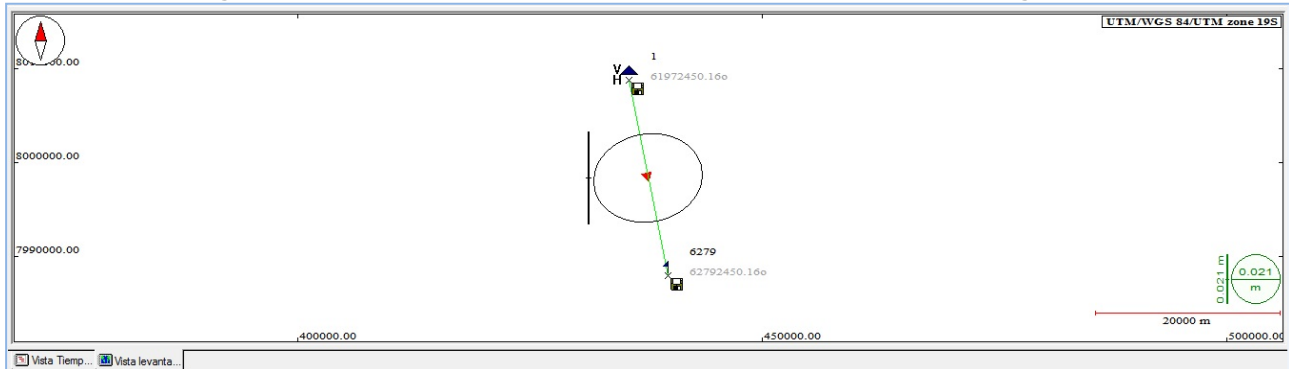 UTM/WGS 84/UTM zone 19S
1
V
H
61972450.16o
8000000.00
7990000.00
6279
62792450.16o
0.021 m
0.021
m
20000 m
400000.00
450000.00
500000.00
Vista Tiemp...
Vista levanta...